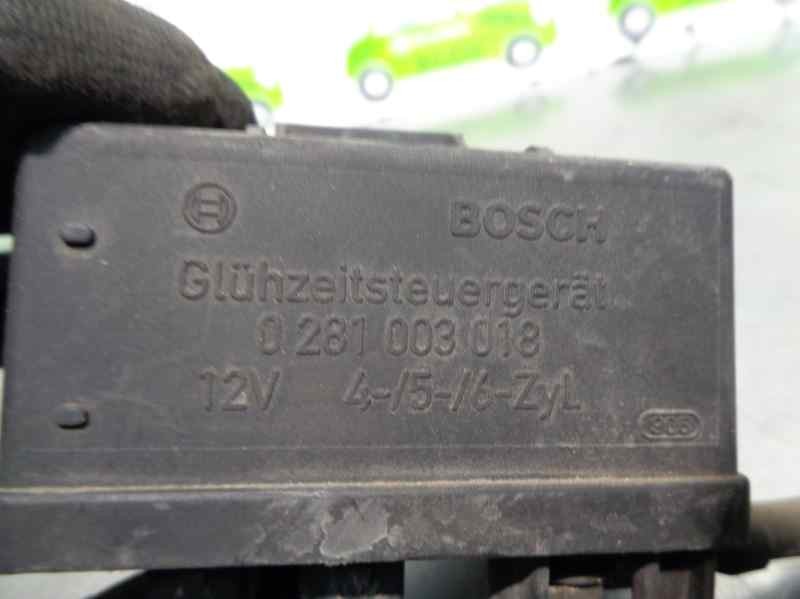 BOSCH
Glühzeitsteuergerät
0 281 003 018
12V 4-/5-/6-Zyl